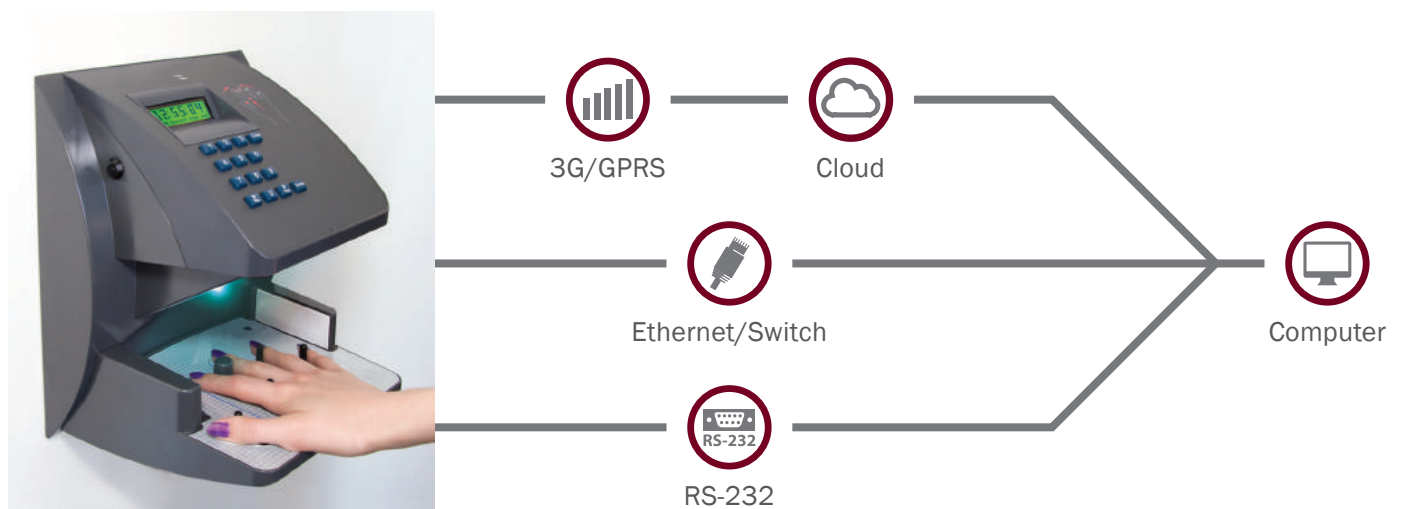 3G/GPRS
Cloud
Ethernet/Switch
Computer
RS-232
RS-232